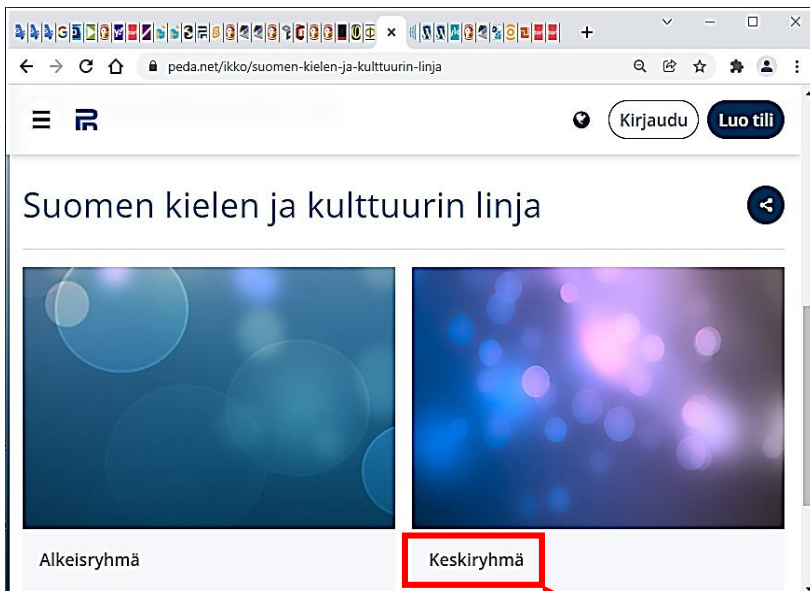 peda.net/ikko/suomen-kielen-ja-kulttuurin-linja
Kirjaudu
Luo tili
Suomen kielen ja kulttuurin linja
Alkeisryhmä
Keskiryhmä